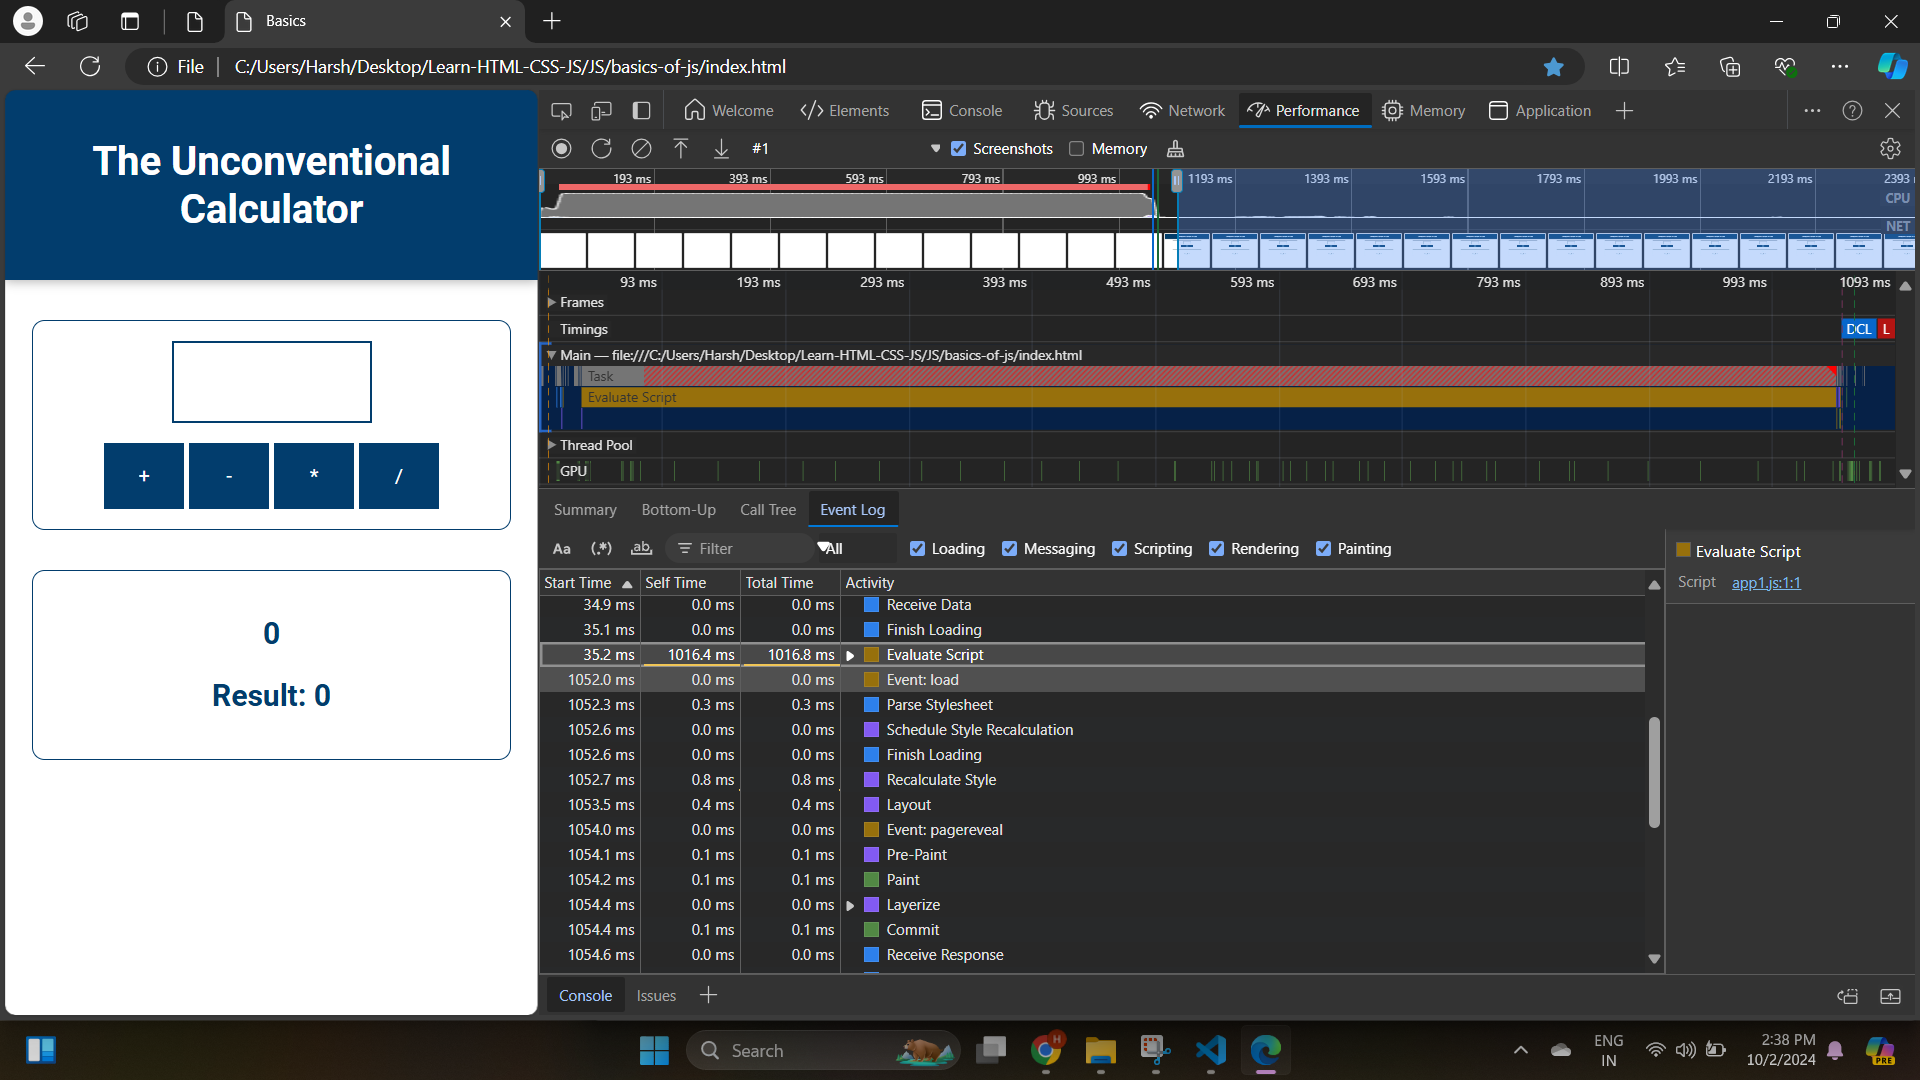 Basics
File
C:/Users/Harsh/Desktop/Learn-HTML-CSS-JS/JS/basics-of-js/index.html
The Unconventional
Calculator
+ - * /
0
Result: 0
Welcome Elements Console Sources Network Performance Memory Application
#1 Screenshots Memory
193 ms 393 ms 593 ms 793 ms 993 ms 1193 ms 1393 ms 1593 ms 1793 ms 1993 ms 2193 ms 2393
CPU
NET
93 ms 193 ms 293 ms 393 ms 493 ms 593 ms 693 ms 793 ms 893 ms 993 ms 1093 ms
Frames
Timings DCL L
Main — file:///C:/Users/Harsh/Desktop/Learn-HTML-CSS-JS/JS/basics-of-js/index.html
Task
Evaluate Script
Thread Pool
GPU
Summary Bottom-Up Call Tree Event Log
Aa (.*) ab Filter All Loading Messaging Scripting Rendering Painting
Start Time Self Time Total Time Activity
34.9 ms 0.0 ms 0.0 ms Receive Data
35.1 ms 0.0 ms 0.0 ms Finish Loading
35.2 ms 1016.4 ms 1016.8 ms Evaluate Script
1052.0 ms 0.0 ms 0.0 ms Event: load
1052.3 ms 0.3 ms 0.3 ms Parse Stylesheet
1052.6 ms 0.0 ms 0.0 ms Schedule Style Recalculation
1052.6 ms 0.0 ms 0.0 ms Finish Loading
1052.7 ms 0.8 ms 0.8 ms Recalculate Style
1053.5 ms 0.4 ms 0.4 ms Layout
1054.0 ms 0.0 ms 0.0 ms Event: pagereveal
1054.1 ms 0.1 ms 0.1 ms Pre-Paint
1054.2 ms 0.1 ms 0.1 ms Paint
1054.4 ms 0.0 ms 0.0 ms Layerize
1054.4 ms 0.1 ms 0.1 ms Commit
1054.6 ms 0.0 ms 0.0 ms Receive Response
Evaluate Script
Script app1.js:1:1
Console Issues
Search
H
ENG
IN
2:38 PM
10/2/2024
PRE